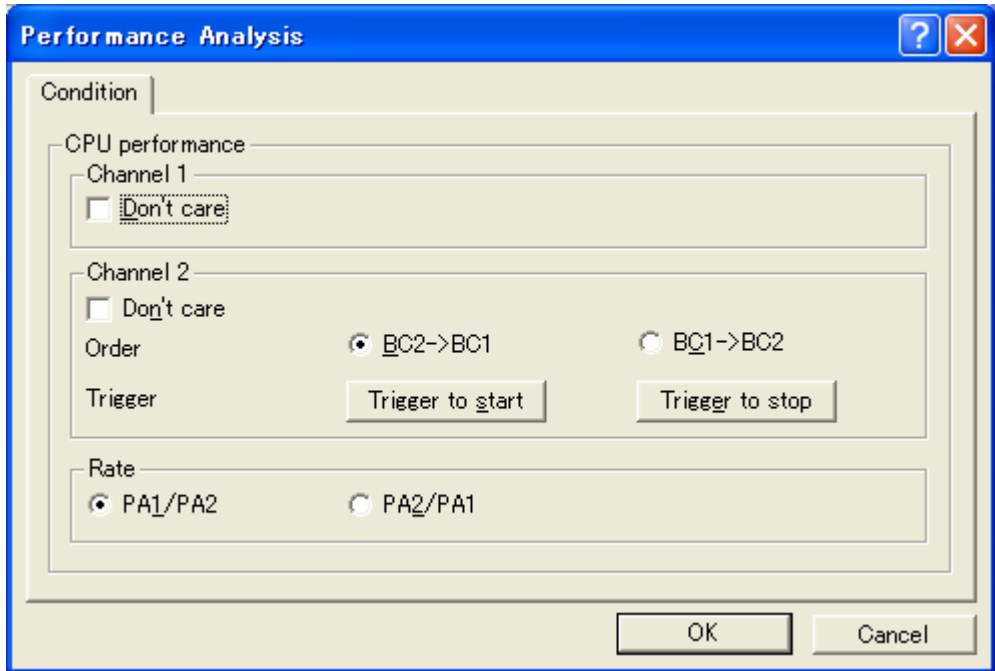 Performance Analysis
Condition
CPU performance
Channel 1
Don't care
Channel 2
Don't care
Order BC2->BC1 BC1->BC2
Trigger Trigger to start Trigger to stop
Rate
PA1/PA2 PA2/PA1
OK Cancel